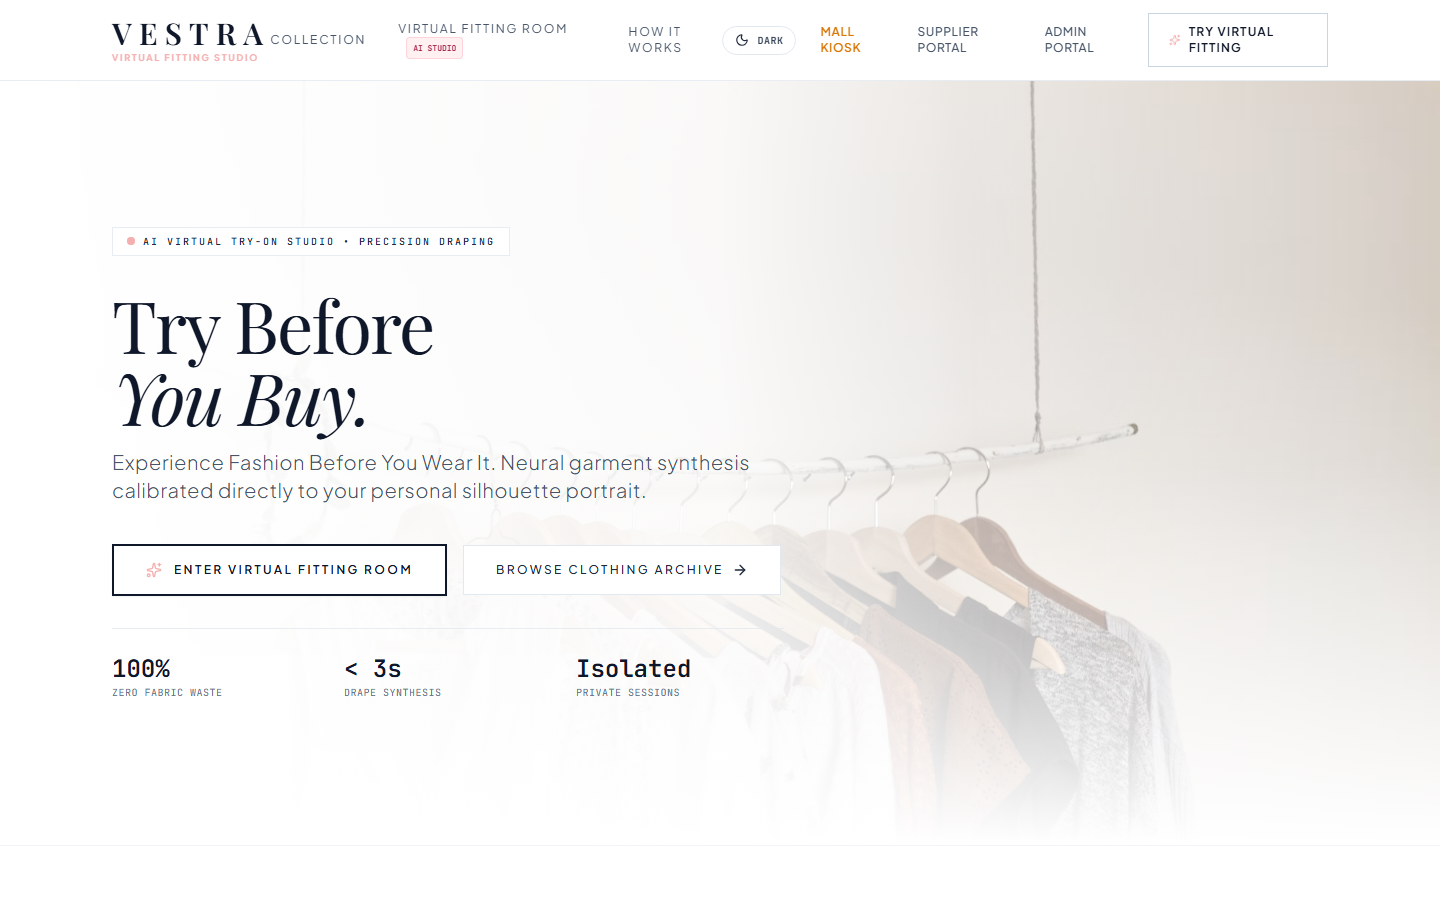 VESTRA
VIRTUAL FITTING STUDIO
COLLECTION
VIRTUAL FITTING ROOM
AI STUDIO
HOW IT
WORKS
DARK
MALL
KIOSK
SUPPLIER
PORTAL
ADMIN
PORTAL
TRY VIRTUAL
FITTING
AI VIRTUAL TRY-ON STUDIO • PRECISION DRAPING
Try Before
You Buy.
Experience Fashion Before You Wear It. Neural garment synthesis
calibrated directly to your personal silhouette portrait.
ENTER VIRTUAL FITTING ROOM
BROWSE CLOTHING ARCHIVE →
100%
ZERO FABRIC WASTE
< 3s
DRAPE SYNTHESIS
Isolated
PRIVATE SESSIONS